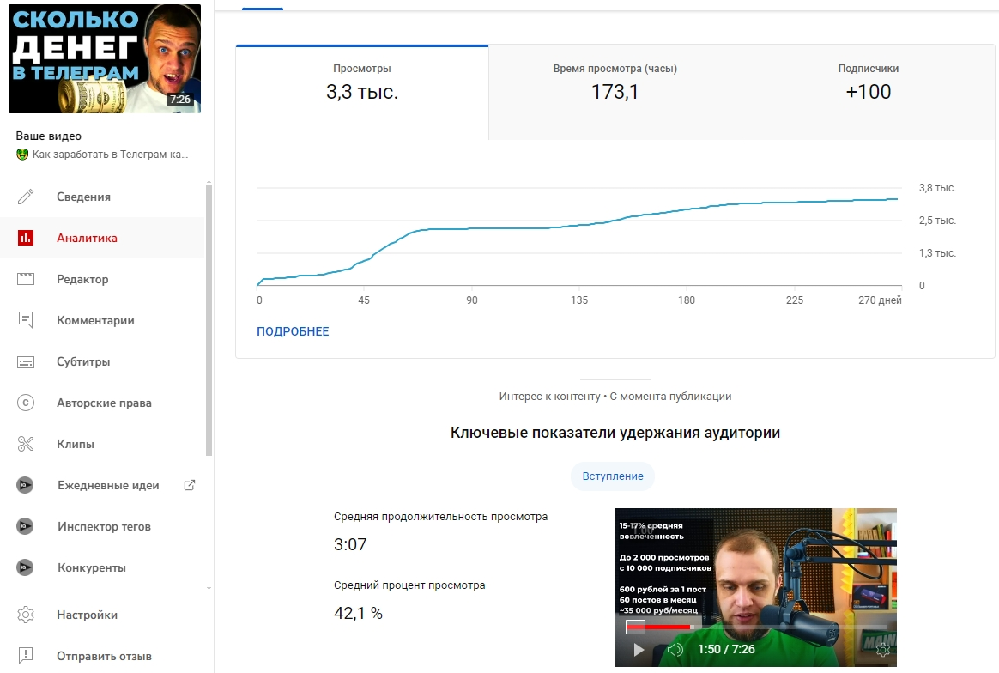 СКОЛЬКО
ДЕНЕГ
В ТЕЛЕГРАМ
7:26
Ваше видео
Как заработать в Телеграм-ка…
Сведения
Аналитика
Редактор
Комментарии
Субтитры
Авторские права
Клипы
Ежедневные идеи
Инспектор тегов
Конкуренты
Настройки
Отправить отзыв
Просмотры
3,3 тыс.
Время просмотра (часы)
173,1
Подписчики
+100
3,8 тыс.
2,5 тыс.
1,3 тыс.
0
0 45 90 135 180 225 270 дней
ПОДРОБНЕЕ
Интерес к контенту • С момента публикации
Ключевые показатели удержания аудитории
Вступление
Средняя продолжительность просмотра
3:07
Средний процент просмотра
42,1 %
15-17% средняя
вовлеченность
До 2 000 просмотров
с 10 000 подписчиков
600 рублей за 1 пост
60 постов в месяц
~35 000 руб/месяц
1:50 / 7:26